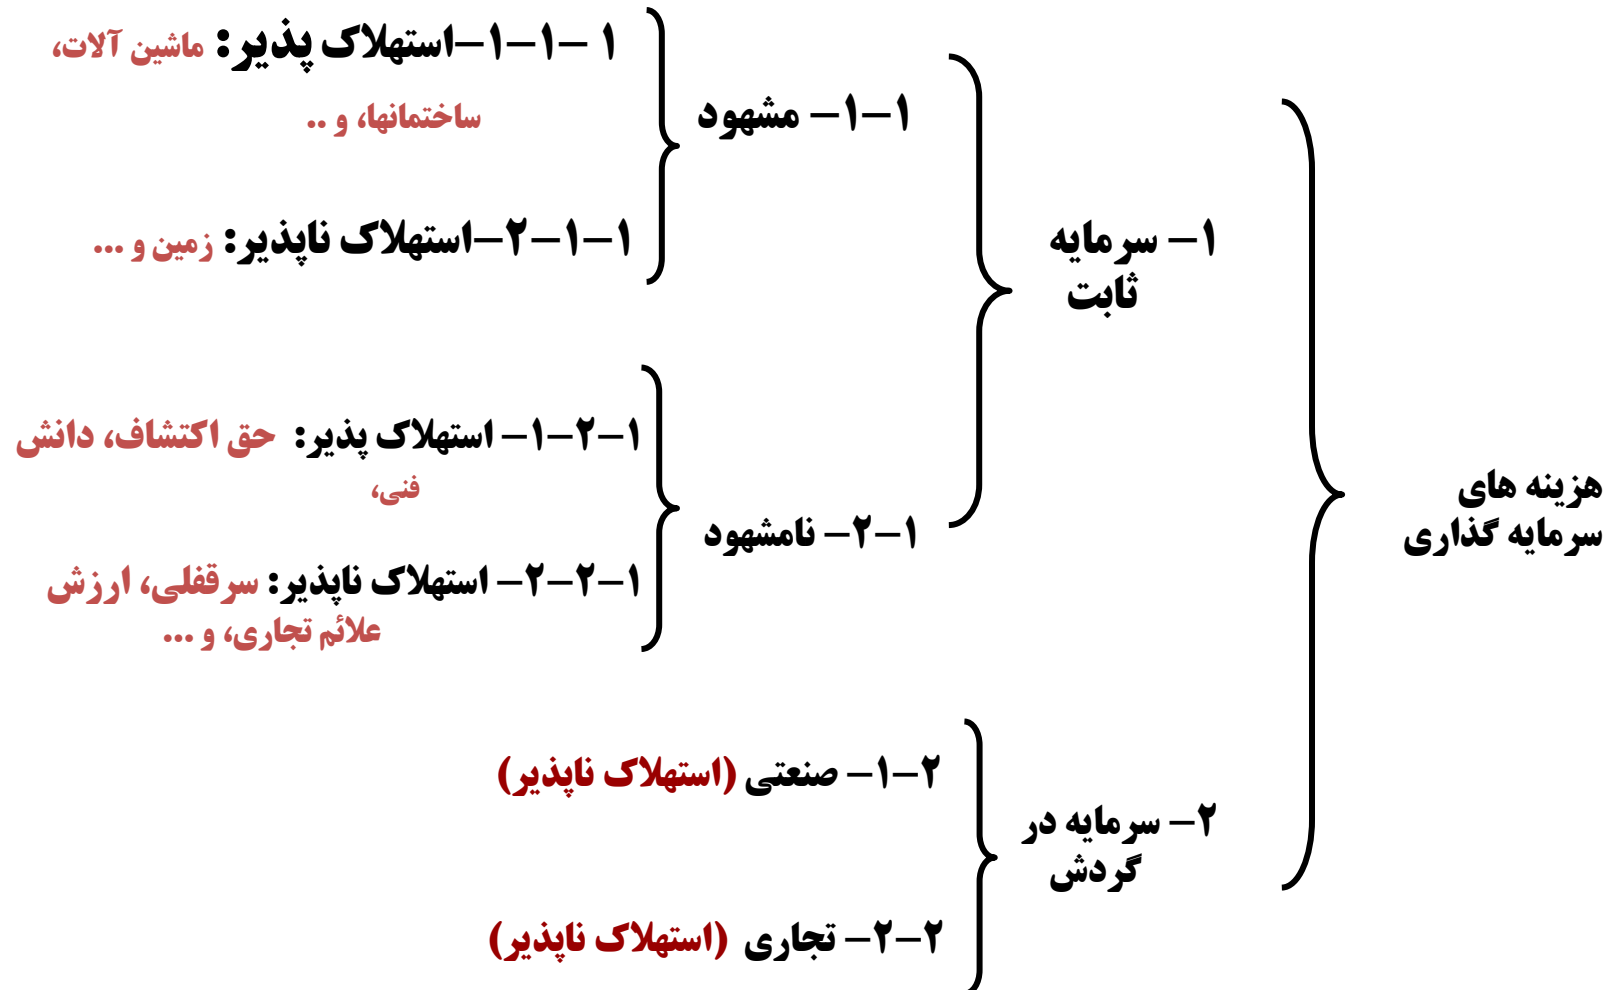 هزینه های
سرمایه گذاری
۱- سرمایه
ثابت
۱-۱- مشهود
۱ -۱-۱-استهلاک پذیر: ماشین آلات،
ساختمانها، و ..
۱-۱-۲-استهلاک ناپذیر: زمین و ...
۱-۲- نامشهود
۱-۲-۱- استهلاک پذیر: حق اکتشاف، دانش
فنی،
۱-۲-۲- استهلاک ناپذیر: سرقفلی، ارزش
علائم تجاری، و ...
۲- سرمایه در
گردش
۲-۱- صنعتی (استهلاک ناپذیر)
۲-۲- تجاری (استهلاک ناپذیر)